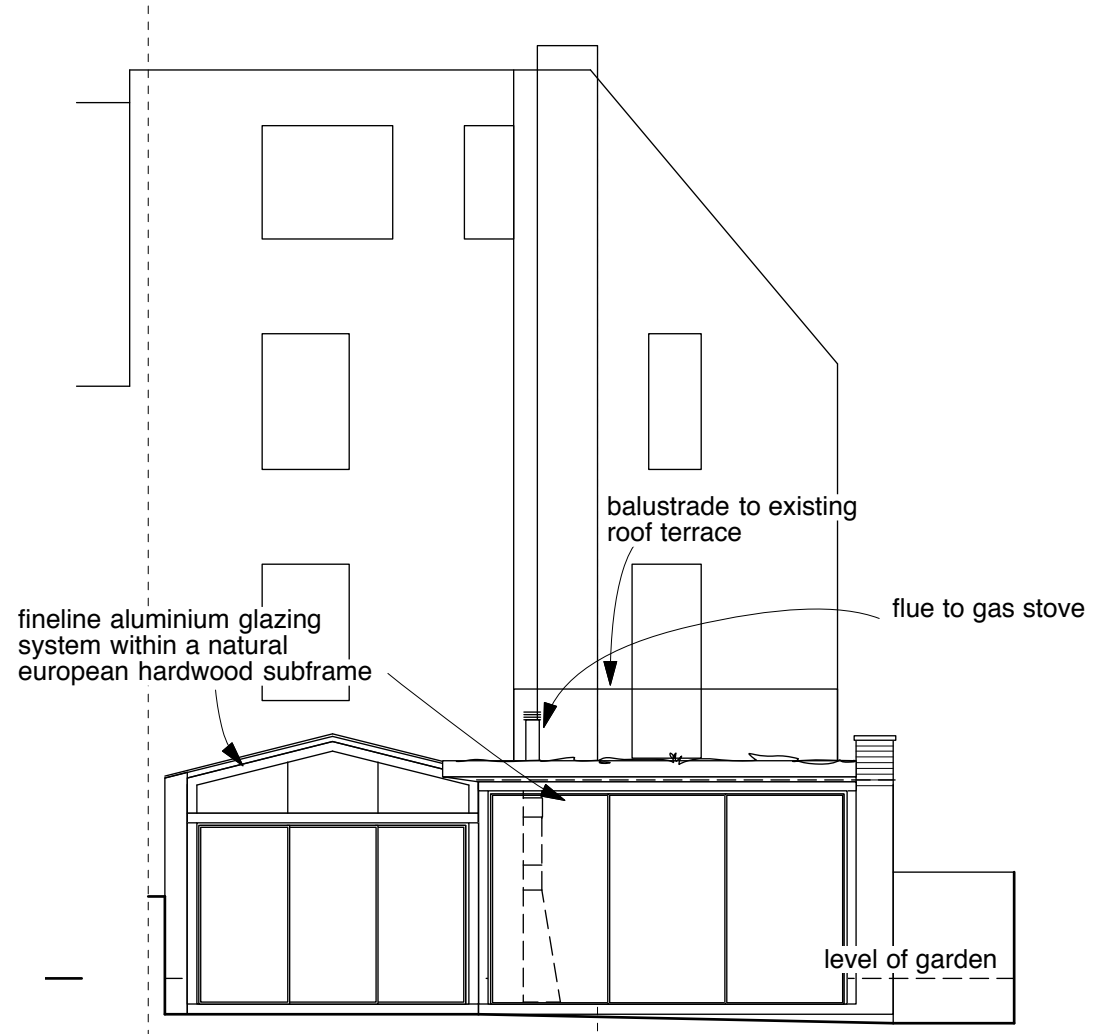 balustrade to existing
roof terrace
flue to gas stove
fineline aluminium glazing
system within a natural
european hardwood subframe
level of garden